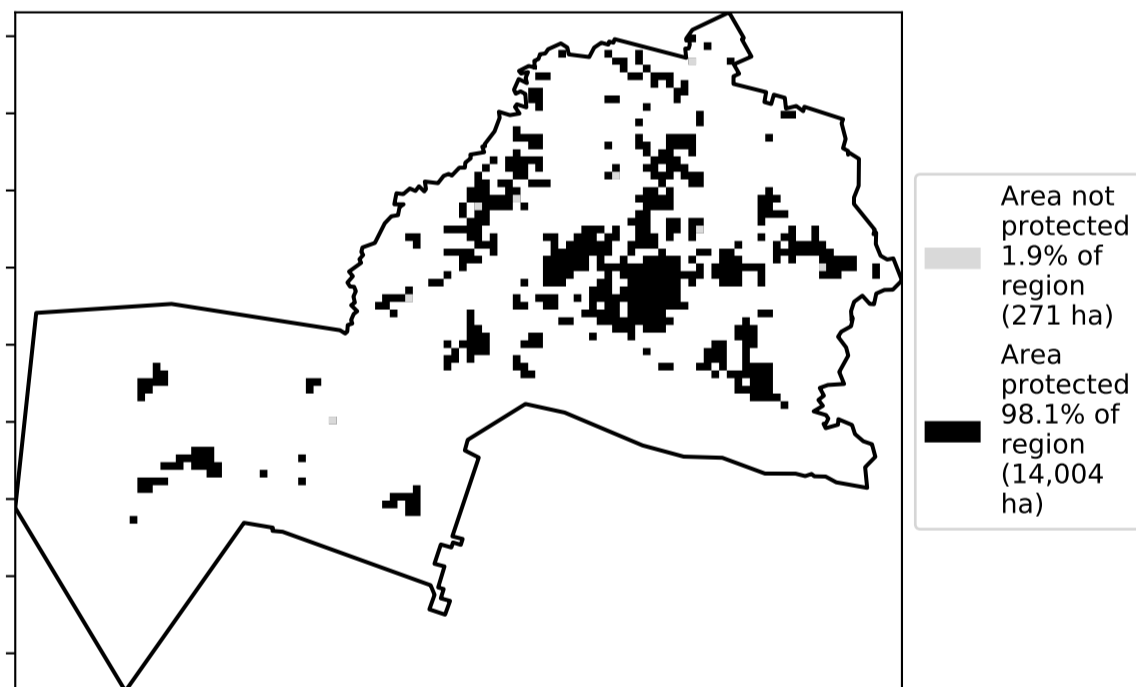 Area not
protected
1.9% of
region
(271 ha)
Area
protected
98.1% of
region
(14,004
ha)